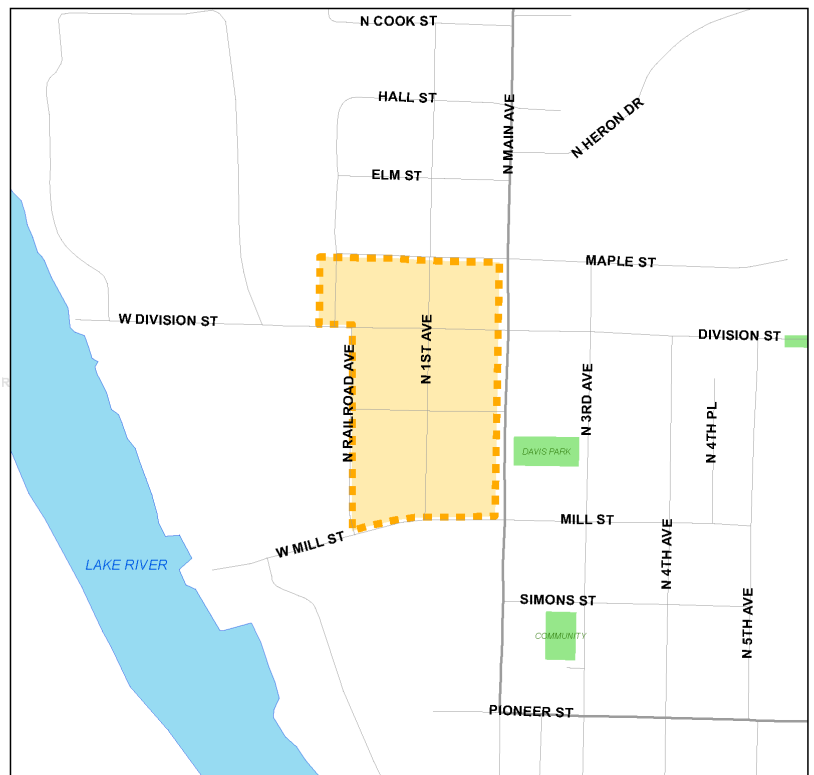 N COOK ST
HALL ST
N MAIN AVE
N HERON DR
ELM ST
MAPLE ST
W DIVISION ST
DIVISION ST
N 1ST AVE
N RAILROAD AVE
N 3RD AVE
N 4TH PL
R
DAVIS PARK
MILL ST
W MILL ST
N 4TH AVE
LAKE RIVER
SIMONS ST
N 5TH AVE
COMMUNITY
PIONEER ST